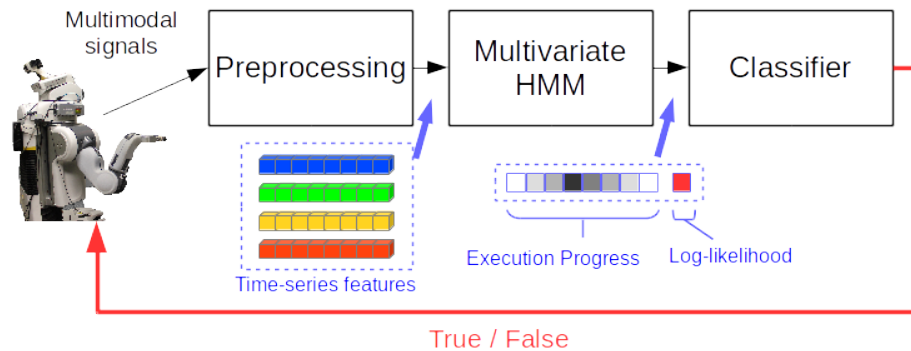 Multimodal
signals
Preprocessing
Multivariate
HMM
Classifier
Time-series features
Execution Progress
Log-likelihood
True / False